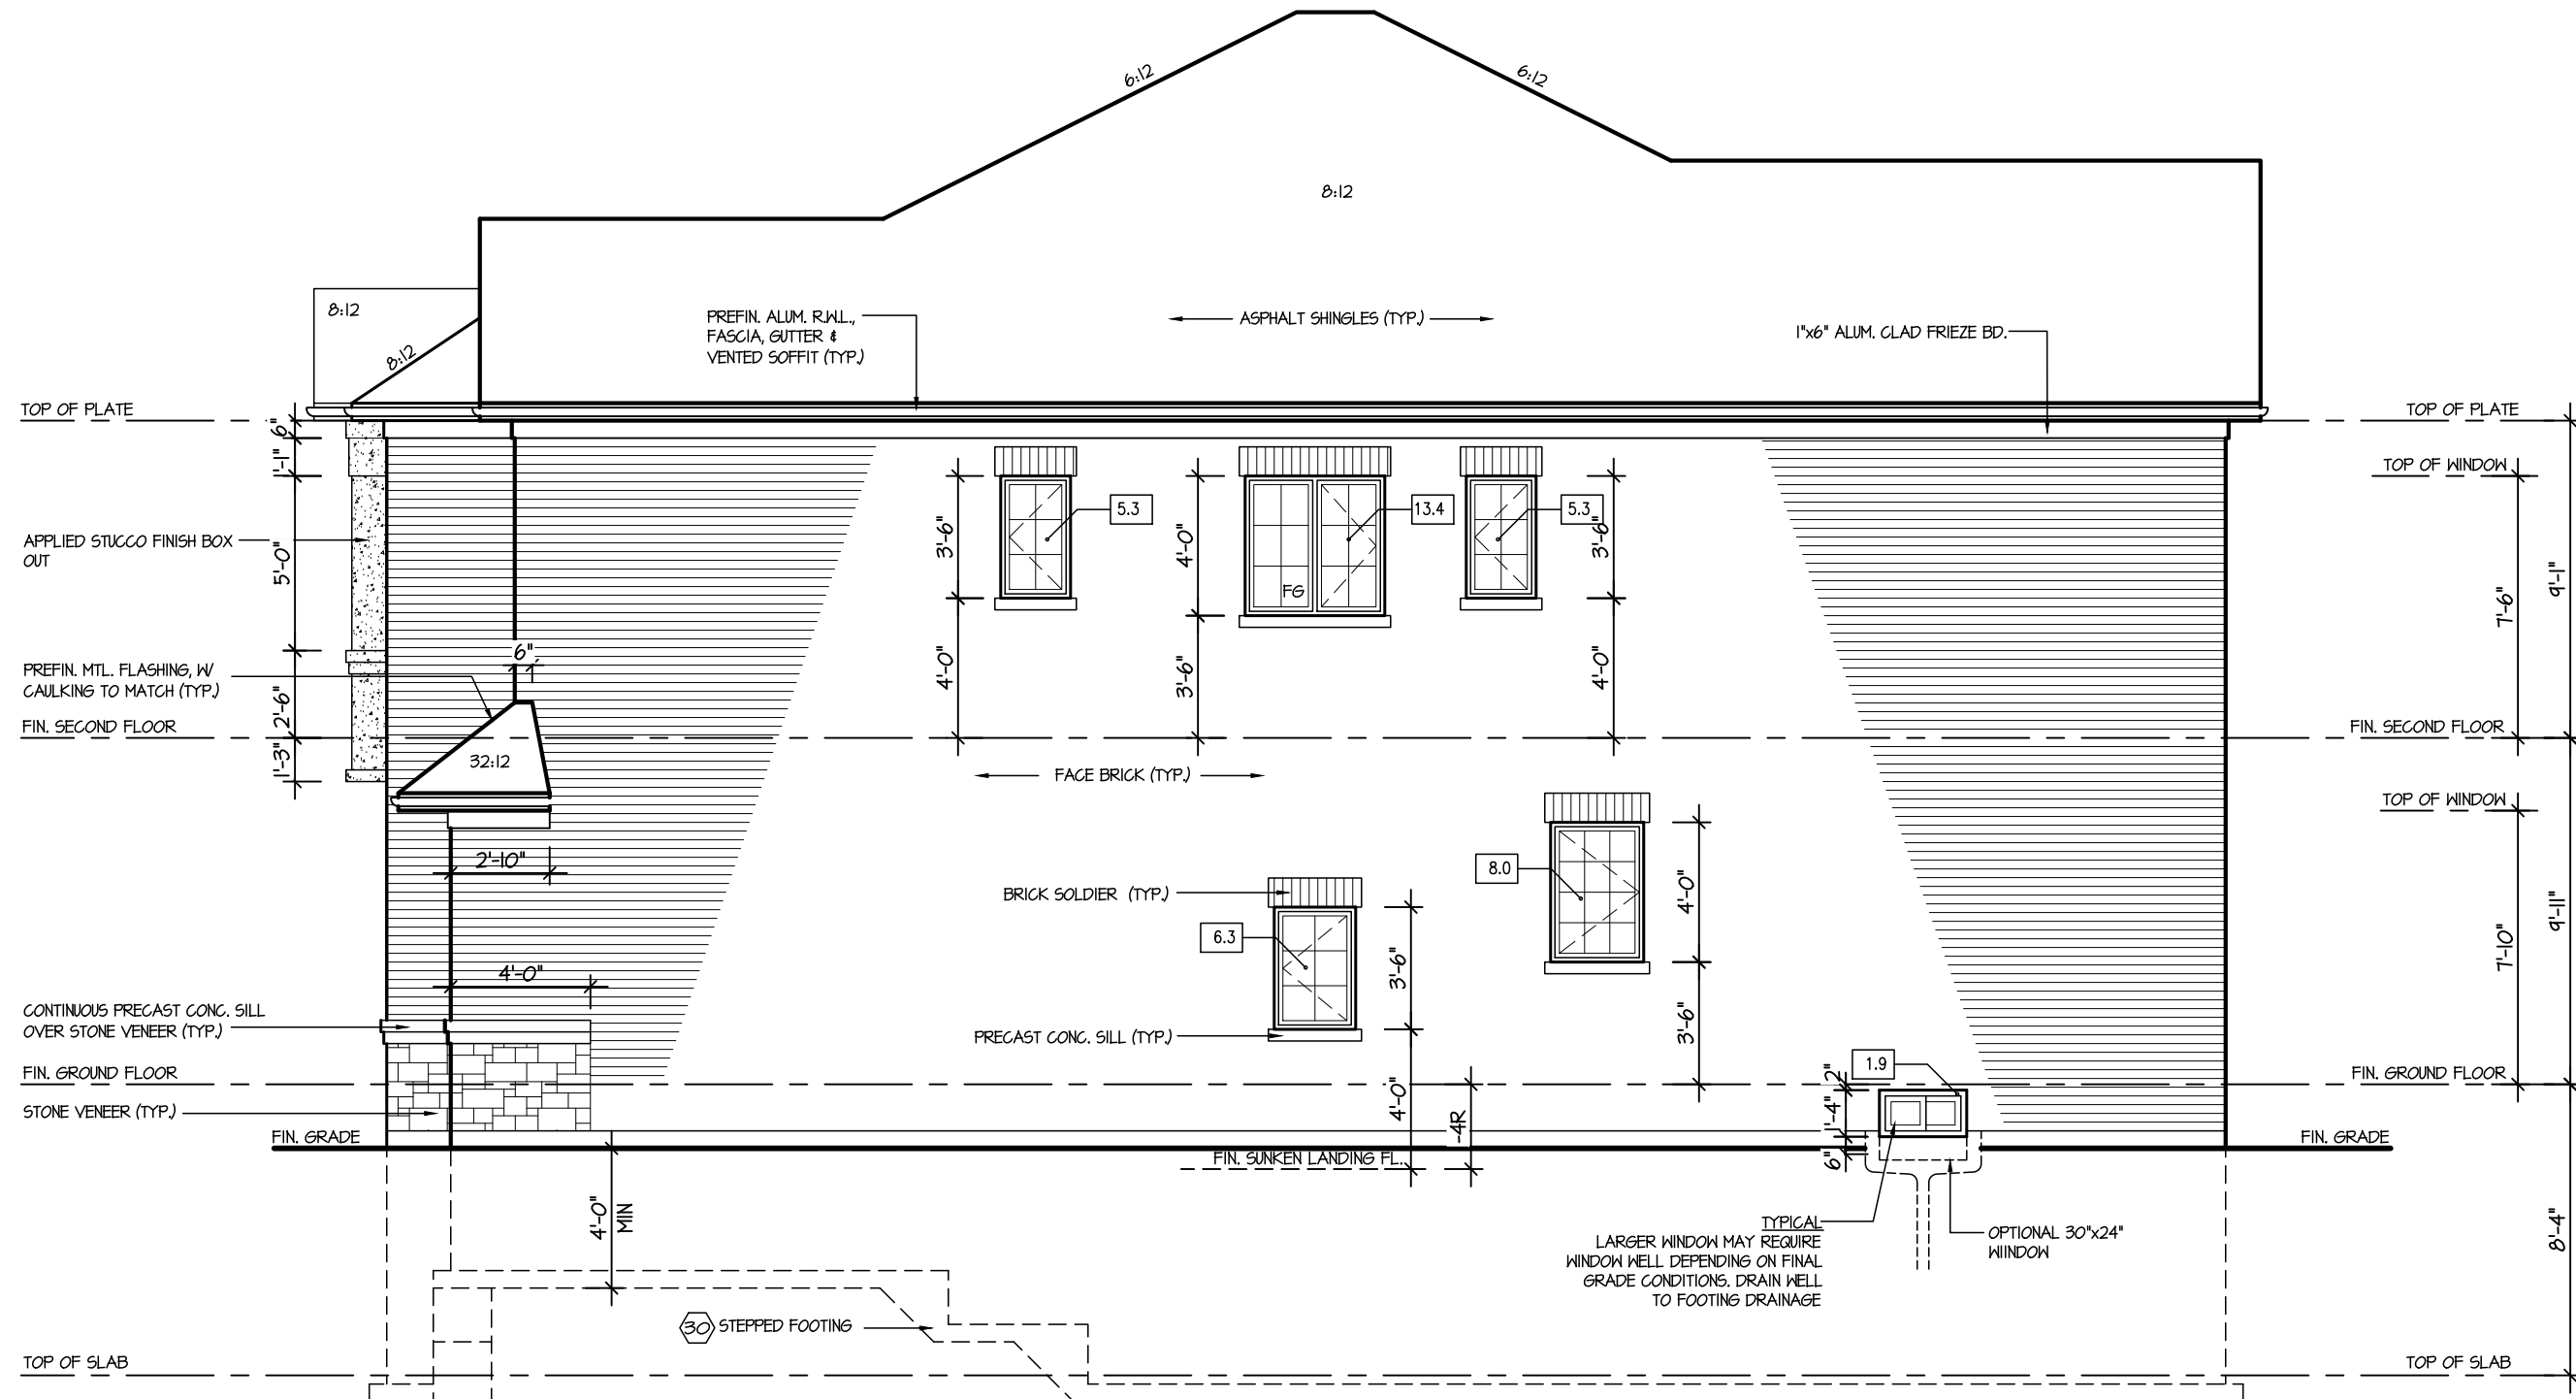 6:12
6:12
8:12
8:12
8:12
PREFIN. ALUM. R.W.L.,
FASCIA, GUTTER &
VENTED SOFFIT (TYP.)
ASPHALT SHINGLES (TYP.)
1"x6" ALUM. CLAD FRIEZE BD.
TOP OF PLATE
TOP OF PLATE
6"
1'-1"
TOP OF WINDOW
5.3
13.4
5.3
3'-6"
4'-0"
3'-6"
APPLIED STUCCO FINISH BOX
OUT
5'-0"
FG
9'-1"
7'-6"
6"
4'-0"
3'-6"
4'-0"
PREFIN. MTL. FLASHING, W/
CAULKING TO MATCH (TYP.)
2'-6"
FIN. SECOND FLOOR
FIN. SECOND FLOOR
1'-3"
32:12
FACE BRICK (TYP.)
TOP OF WINDOW
2'-10"
8.0
BRICK SOLDIER (TYP.)
4'-0"
9'-11"
6.3
7'-10"
3'-6"
4'-0"
CONTINUOUS PRECAST CONC. SILL
OVER STONE VENEER (TYP.)
PRECAST CONC. SILL (TYP.)
3'-6"
1.9
FIN. GROUND FLOOR
FIN. GROUND FLOOR
2"
4'-0"
1'-4"
STONE VENEER (TYP.)
-4R
FIN. GRADE
FIN. GRADE
FIN. SUNKEN LANDING FL.
6"
4'-0"
MIN
TYPICAL
LARGER WINDOW MAY REQUIRE
WINDOW WELL DEPENDING ON FINAL
GRADE CONDITIONS. DRAIN WELL
TO FOOTING DRAINAGE
OPTIONAL 30"x24"
WIINDOW
8'-4"
30 STEPPED FOOTING
TOP OF SLAB
TOP OF SLAB